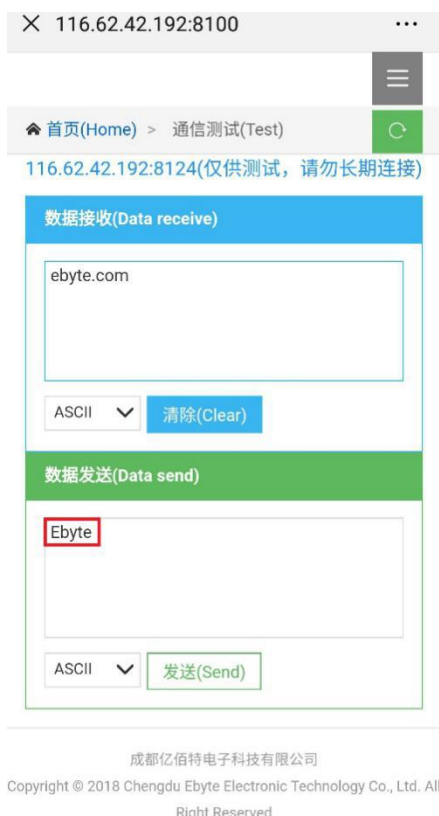 116.62.42.192:8100
首页(Home) > 通信测试(Test)
116.62.42.192:8124(仅供测试，请勿长期连接)
数据接收(Data receive)
ebyte.com
ASCII 清除(Clear)
数据发送(Data send)
Ebyte
ASCII 发送(Send)
成都亿佰特电子科技有限公司
Copyright © 2018 Chengdu Ebyte Electronic Technology Co., Ltd. All
Right Reserved